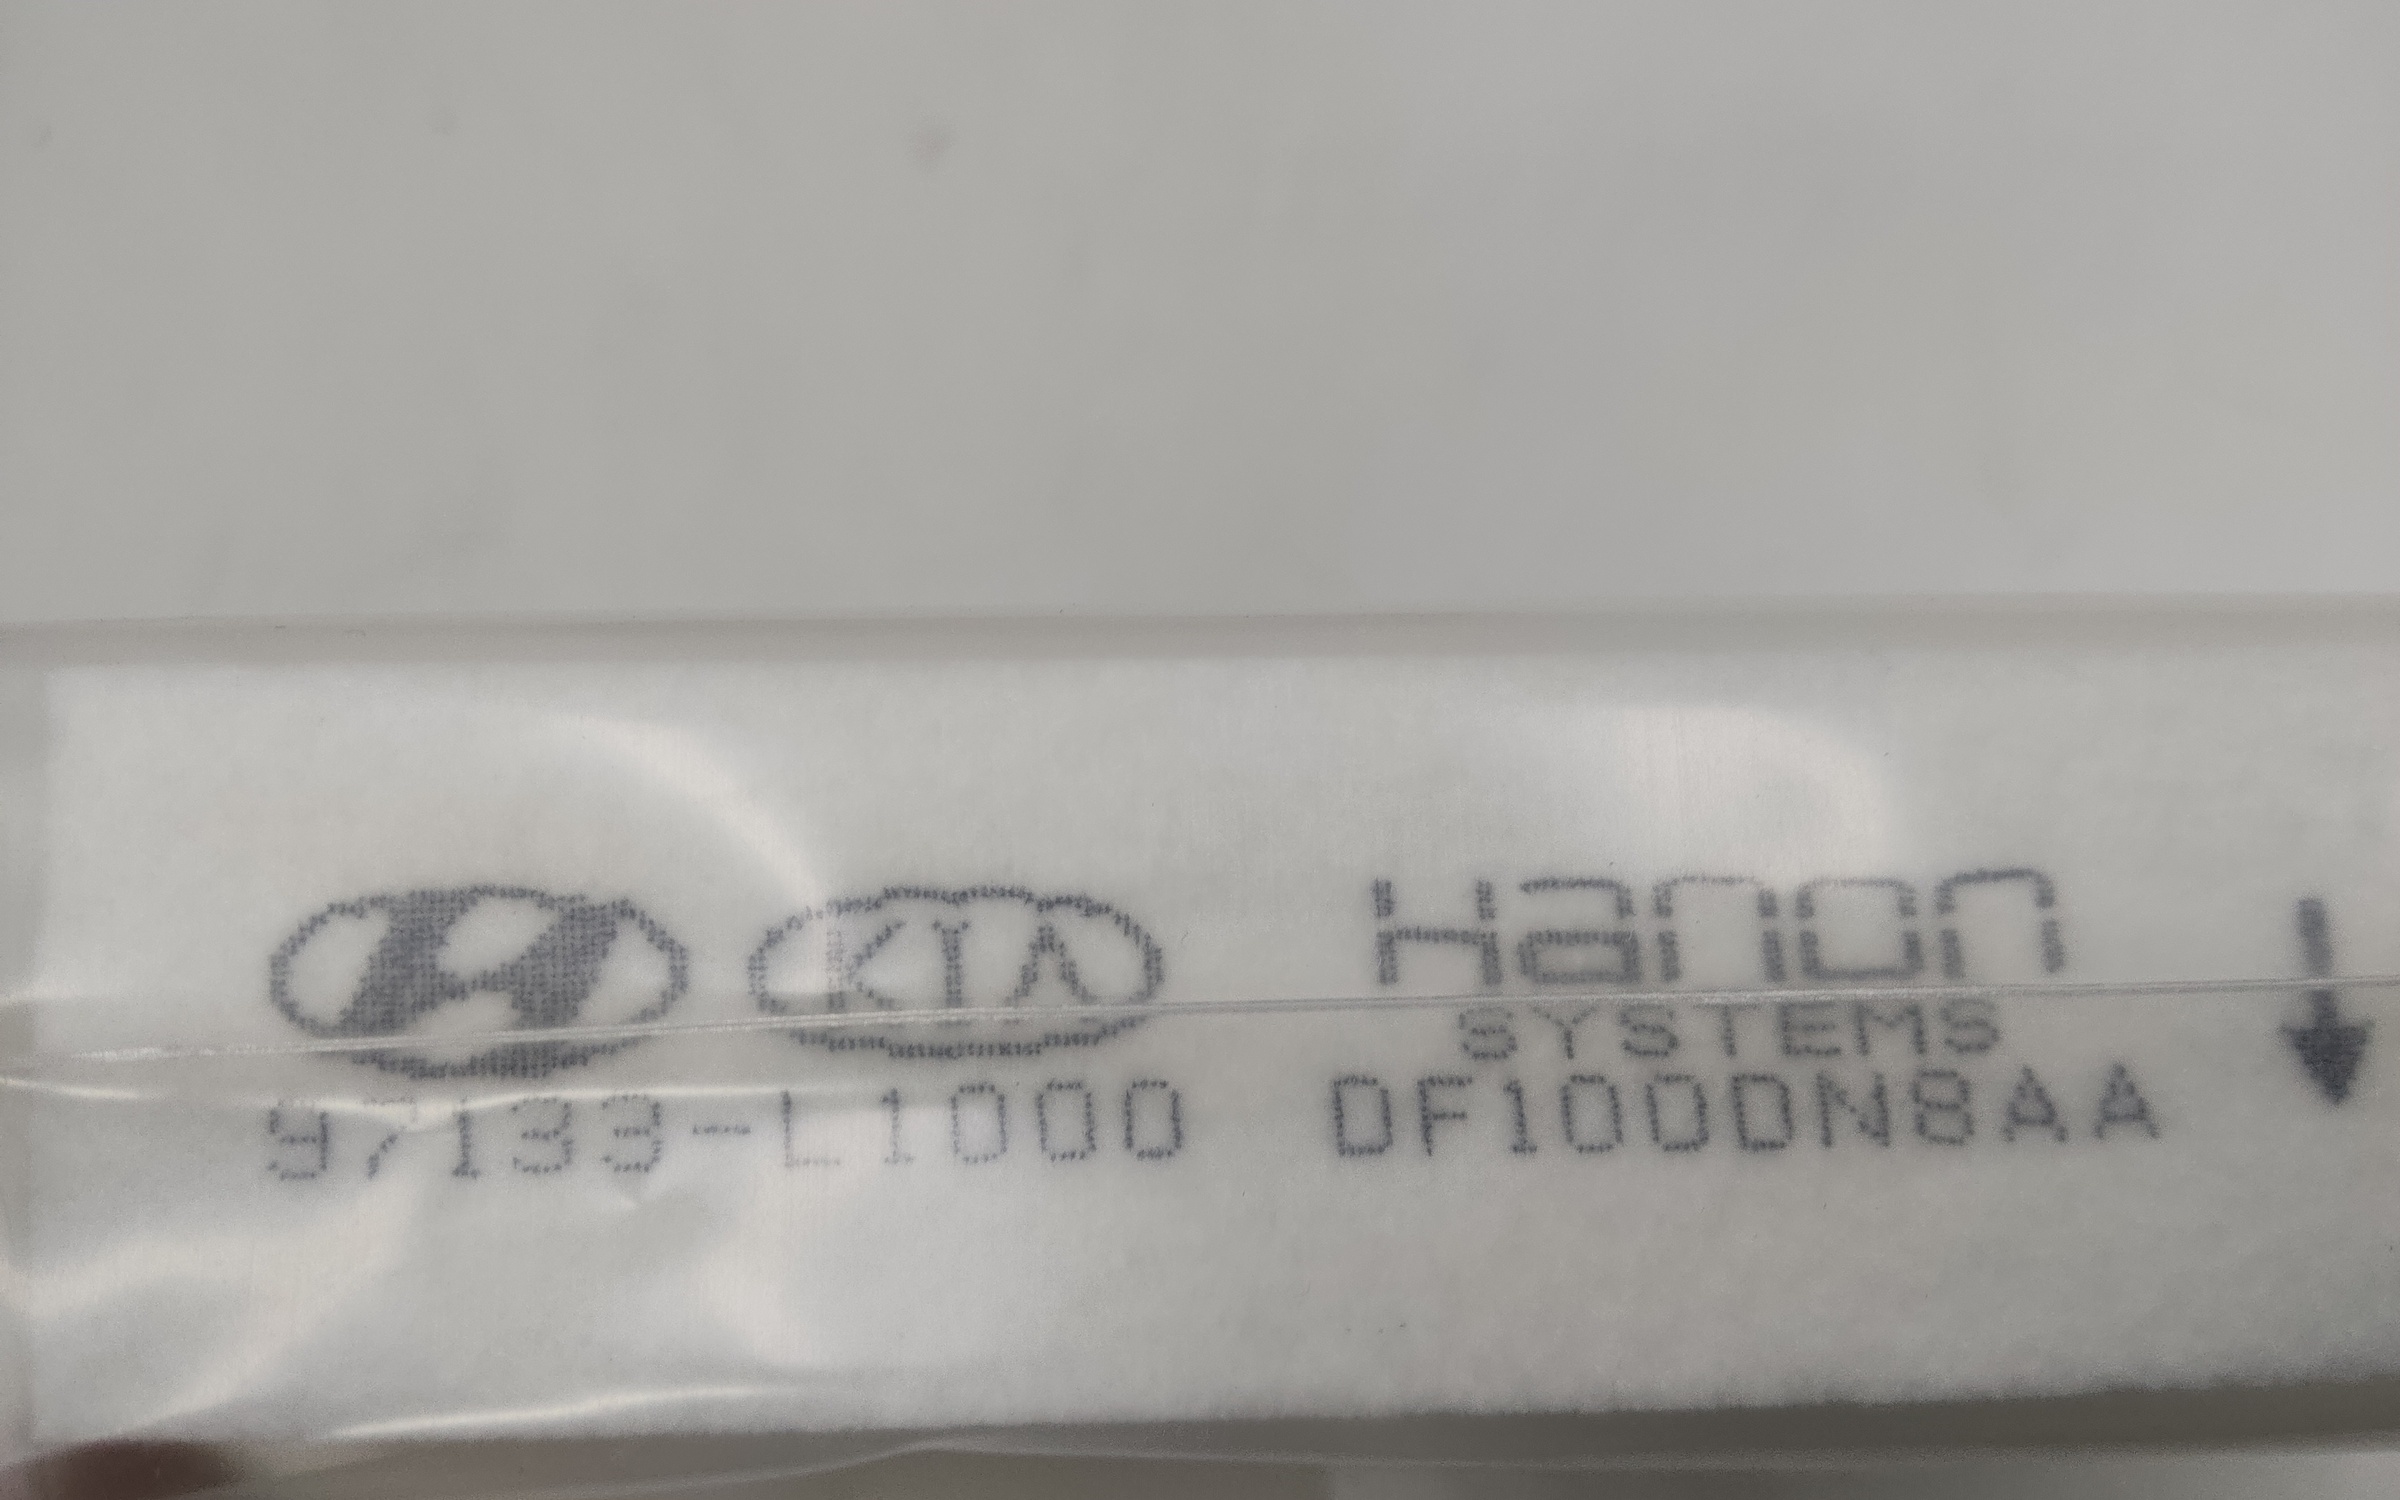 KIA
Hanon
SYSTEMS
97133-L1000 DF100DN8AA